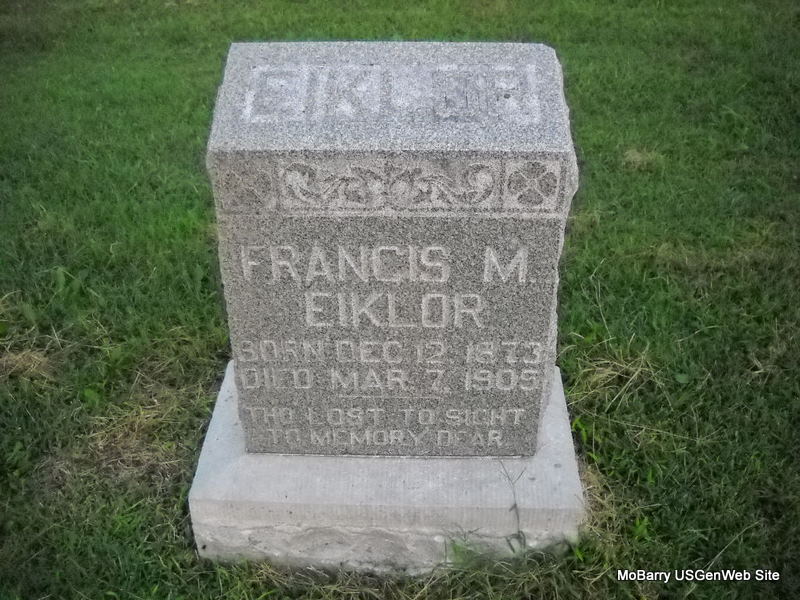 EIKLOR
FRANCIS M.
EIKLOR
BORN DEC. 12, 1873
DIED MAR. 7, 1905
THO LOST TO SIGHT
TO MEMORY DEAR
MoBarry USGenWeb Site